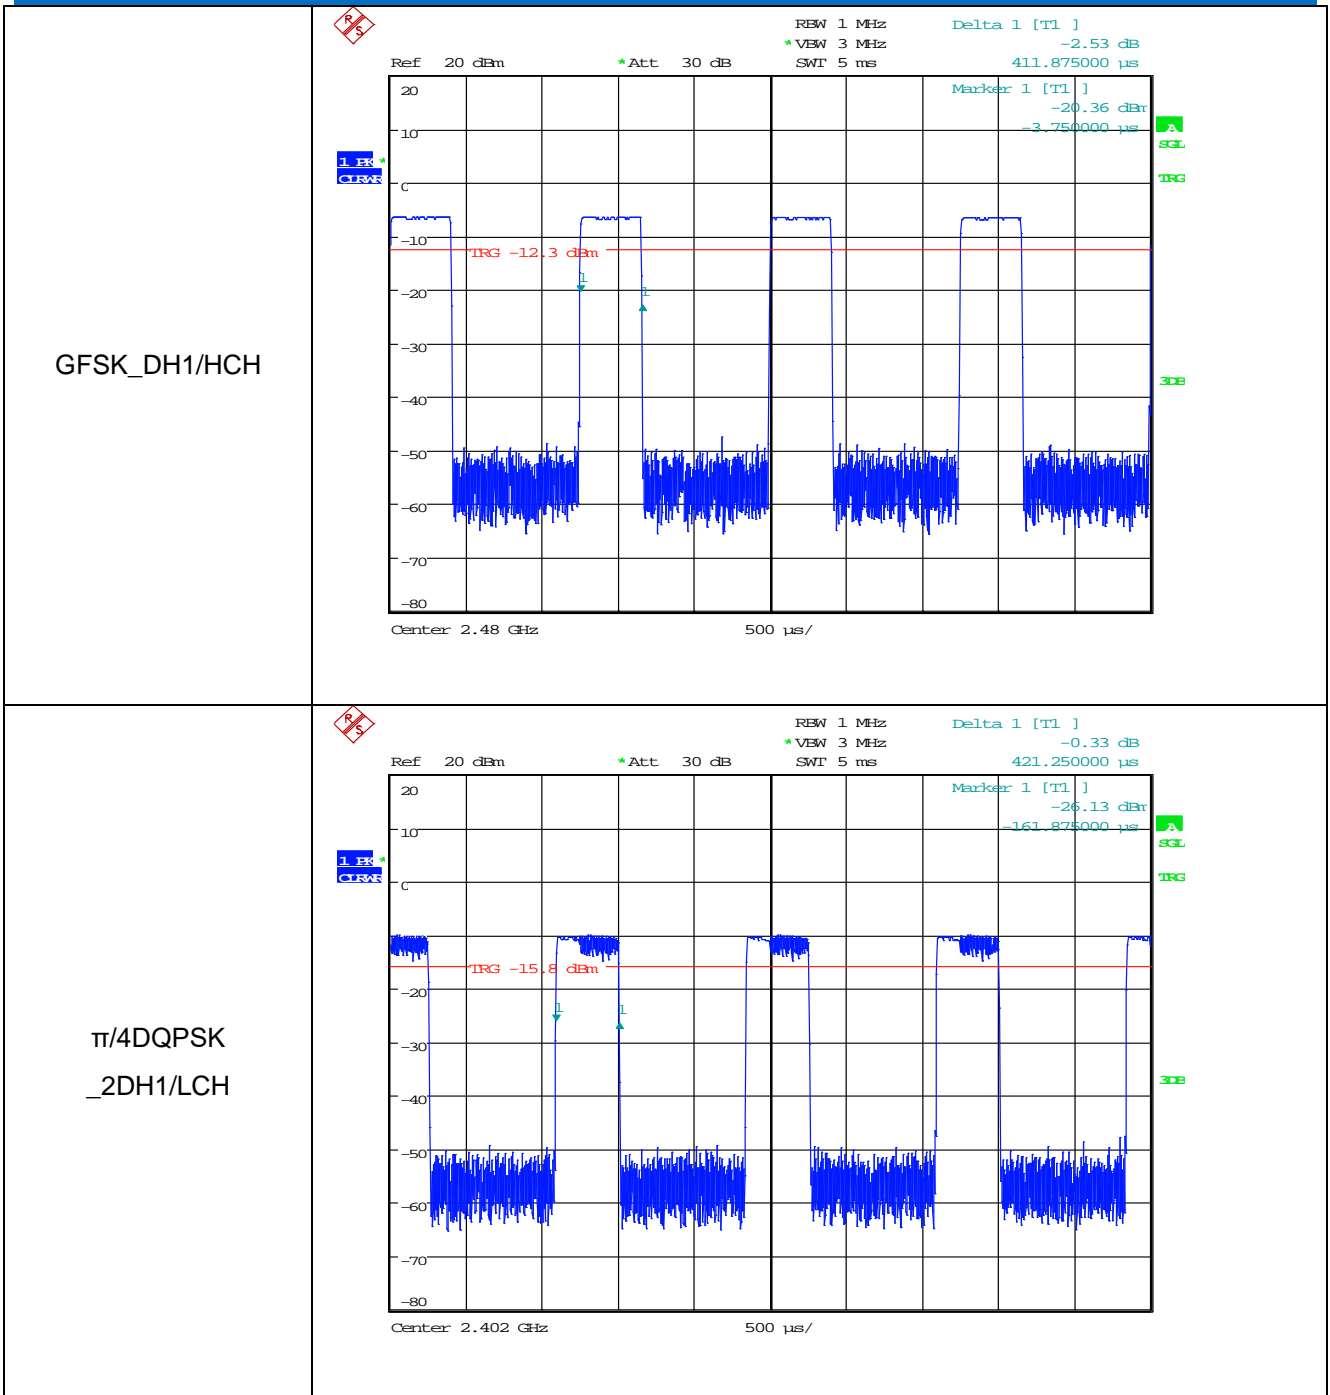 GFSK_DH1/HCH
R S
RBW 1 MHz Delta 1 [T1 ]
*VBW 3 MHz -2.53 dB
Ref 20 dBm *Att 30 dB SWT 5 ms 411.875000 µs
20 Marker 1 [T1 ]
-20.36 dBm
10 -3.750000 µs A
SGL
1 PK *
CLRWR TRG
0
-10
TRG -12.3 dBm
1
-20 1
-30
3DB
-40
-50
-60
-70
-80
Center 2.48 GHz 500 µs/
π/4DQPSK
_2DH1/LCH
R S
RBW 1 MHz Delta 1 [T1 ]
*VBW 3 MHz -0.33 dB
Ref 20 dBm *Att 30 dB SWT 5 ms 421.250000 µs
20 Marker 1 [T1 ]
-26.13 dBm
10 -161.875000 µs A
SGL
1 PK *
CLRWR TRG
0
TRG -15.8 dBm
-20
1 1
-30
3DB
-40
-50
-60
-70
-80
Center 2.402 GHz 500 µs/